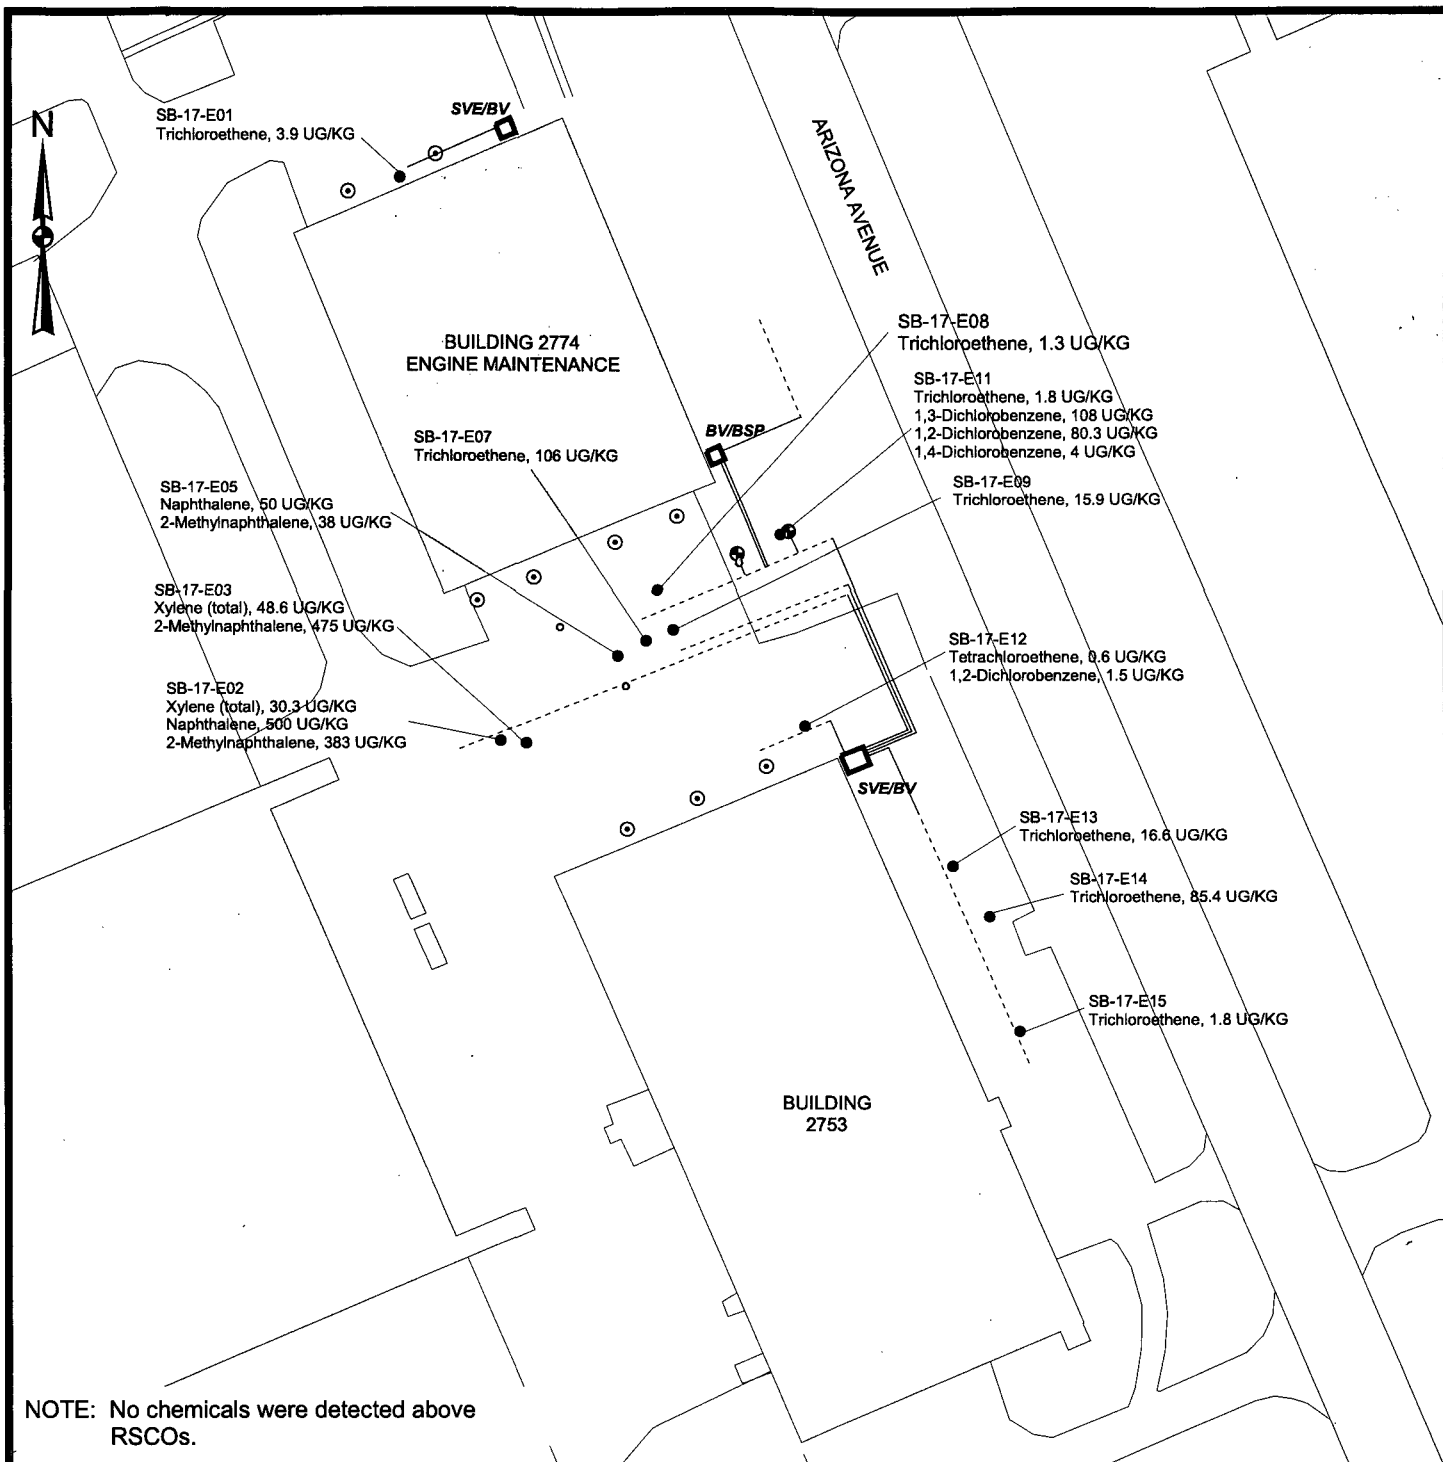 SB-17-E01
Trichloroethene, 3.9 UG/KG
SVE/BV
N
ARIZONA AVENUE
BUILDING 2774
ENGINE MAINTENANCE
SB-17-E08
Trichloroethene, 1.3 UG/KG
SB-17-E11
Trichloroethene, 1.8 UG/KG
1,3-Dichlorobenzene, 108 UG/KG
1,2-Dichlorobenzene, 80.3 UG/KG
1,4-Dichlorobenzene, 4 UG/KG
BV/BSP
SB-17-E07
Trichloroethene, 106 UG/KG
SB-17-E09
Trichloroethene, 15.9 UG/KG
SB-17-E05
Naphthalene, 50 UG/KG
2-Methylnaphthalene, 38 UG/KG
SB-17-E03
Xylene (total), 48.6 UG/KG
2-Methylnaphthalene, 475 UG/KG
SB-17-E12
Tetrachloroethene, 0.6 UG/KG
1,2-Dichlorobenzene, 1.5 UG/KG
SB-17-E02
Xylene (total), 30.3 UG/KG
Naphthalene, 500 UG/KG
2-Methylnaphthalene, 383 UG/KG
SVE/BV
SB-17-E13
Trichloroethene, 16.6 UG/KG
SB-17-E14
Trichloroethene, 85.4 UG/KG
SB-17-E15
Trichloroethene, 1.8 UG/KG
BUILDING
2753
NOTE: No chemicals were detected above
RSCOs.